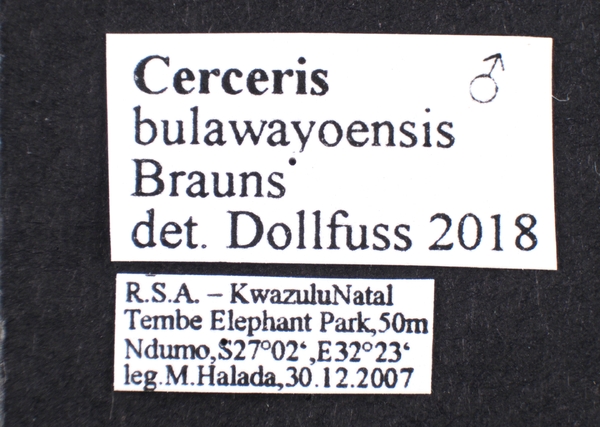 Cerceris ♂
bulawayoensis
Brauns
det. Dollfuss 2018
R.S.A. – KwazuluNatal
Tembe Elephant Park,50m
Ndumo,S27°02‘,E32°23‘
leg.M.Halada,30.12.2007